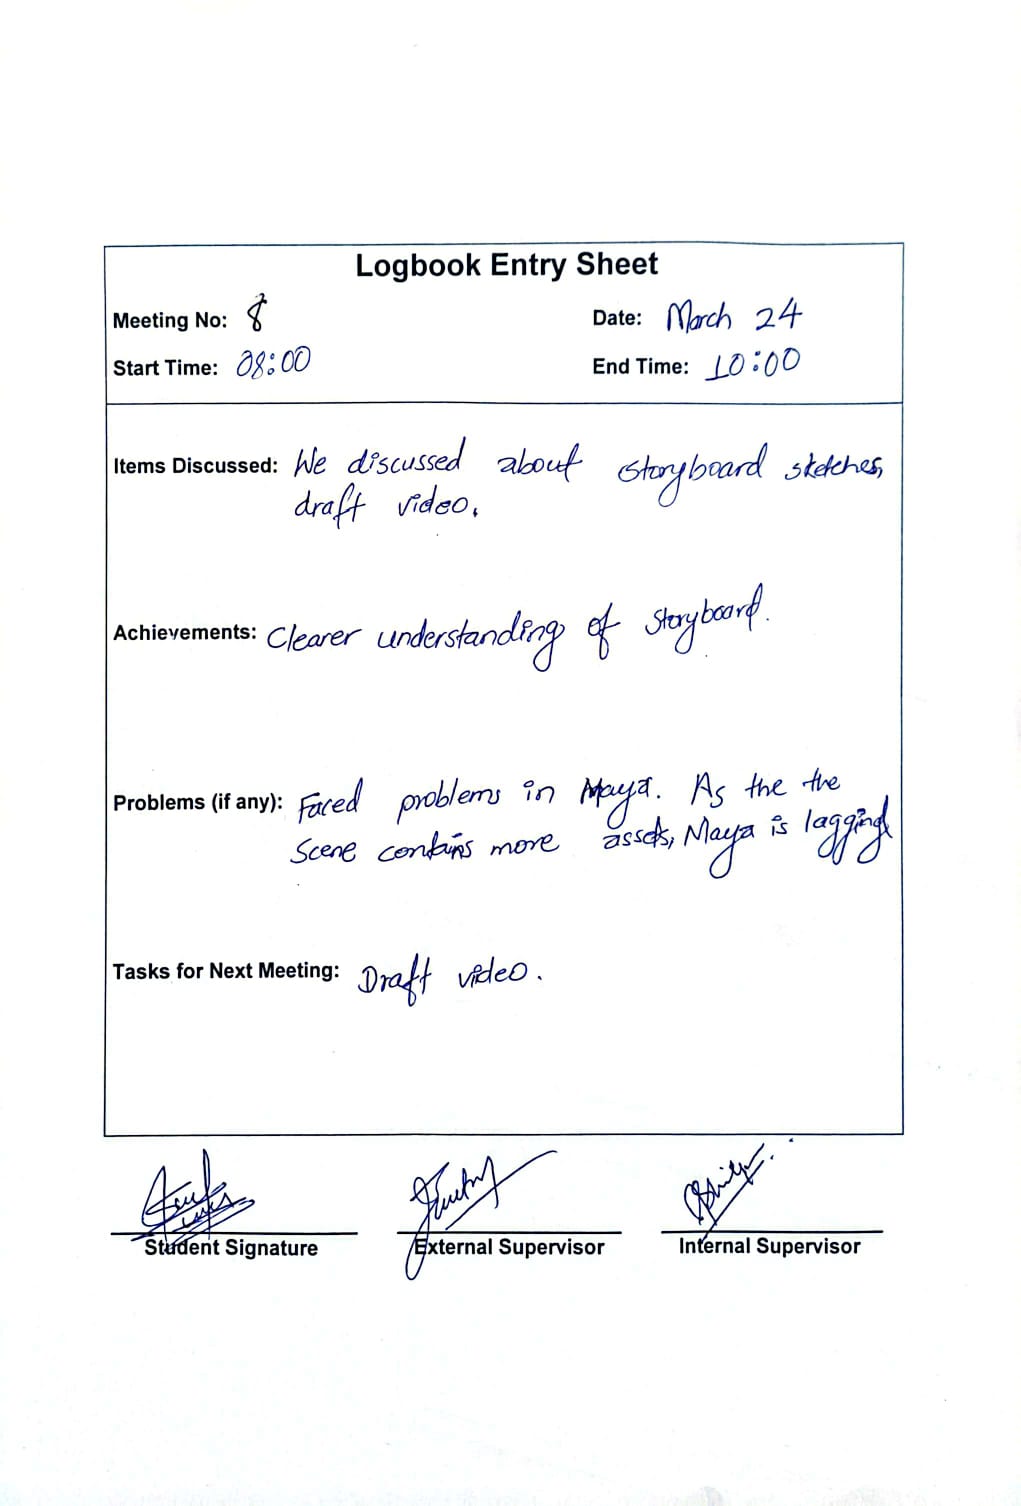 Logbook Entry Sheet
Meeting No: 8
Date: March 24
Start Time: 08:00
End Time: 10:00
Items Discussed: We discussed about storyboard sketches,
draft video.
Achievements: Clearer understanding of storyboard.
Problems (if any): Faced problems in Maya. As the the
scene contains more assets, Maya is lagging
Tasks for Next Meeting: Draft video.
Student Signature
External Supervisor
Internal Supervisor